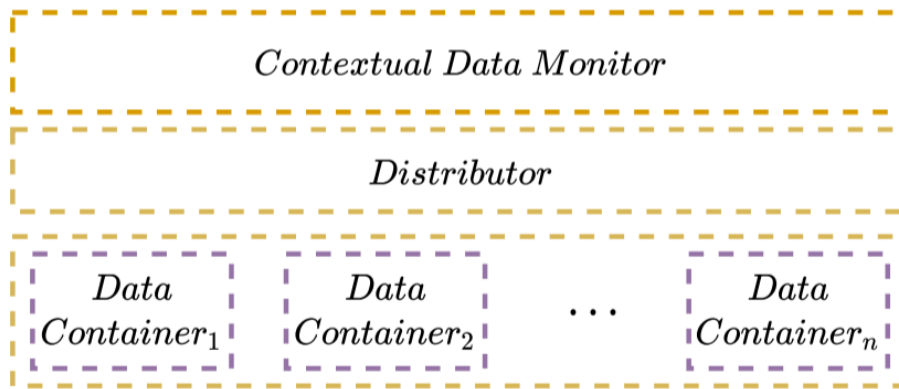 Contextual Data Monitor
Distributor
Data
Container₁
Data
Container₂
...
Data
Containerₙ